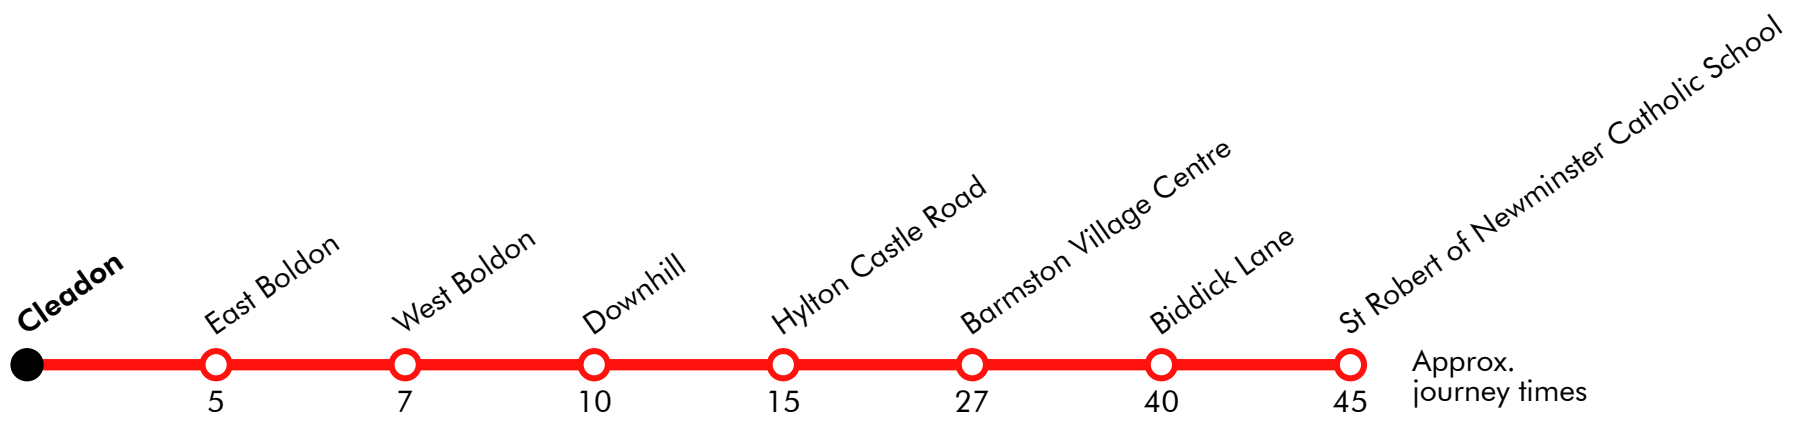 Cleadon
East Boldon
West Boldon
Downhill
Hylton Castle Road
Barmston Village Centre
Biddick Lane
St Robert of Newminster Catholic School
5
7
10
15
27
40
45
Approx.
journey times